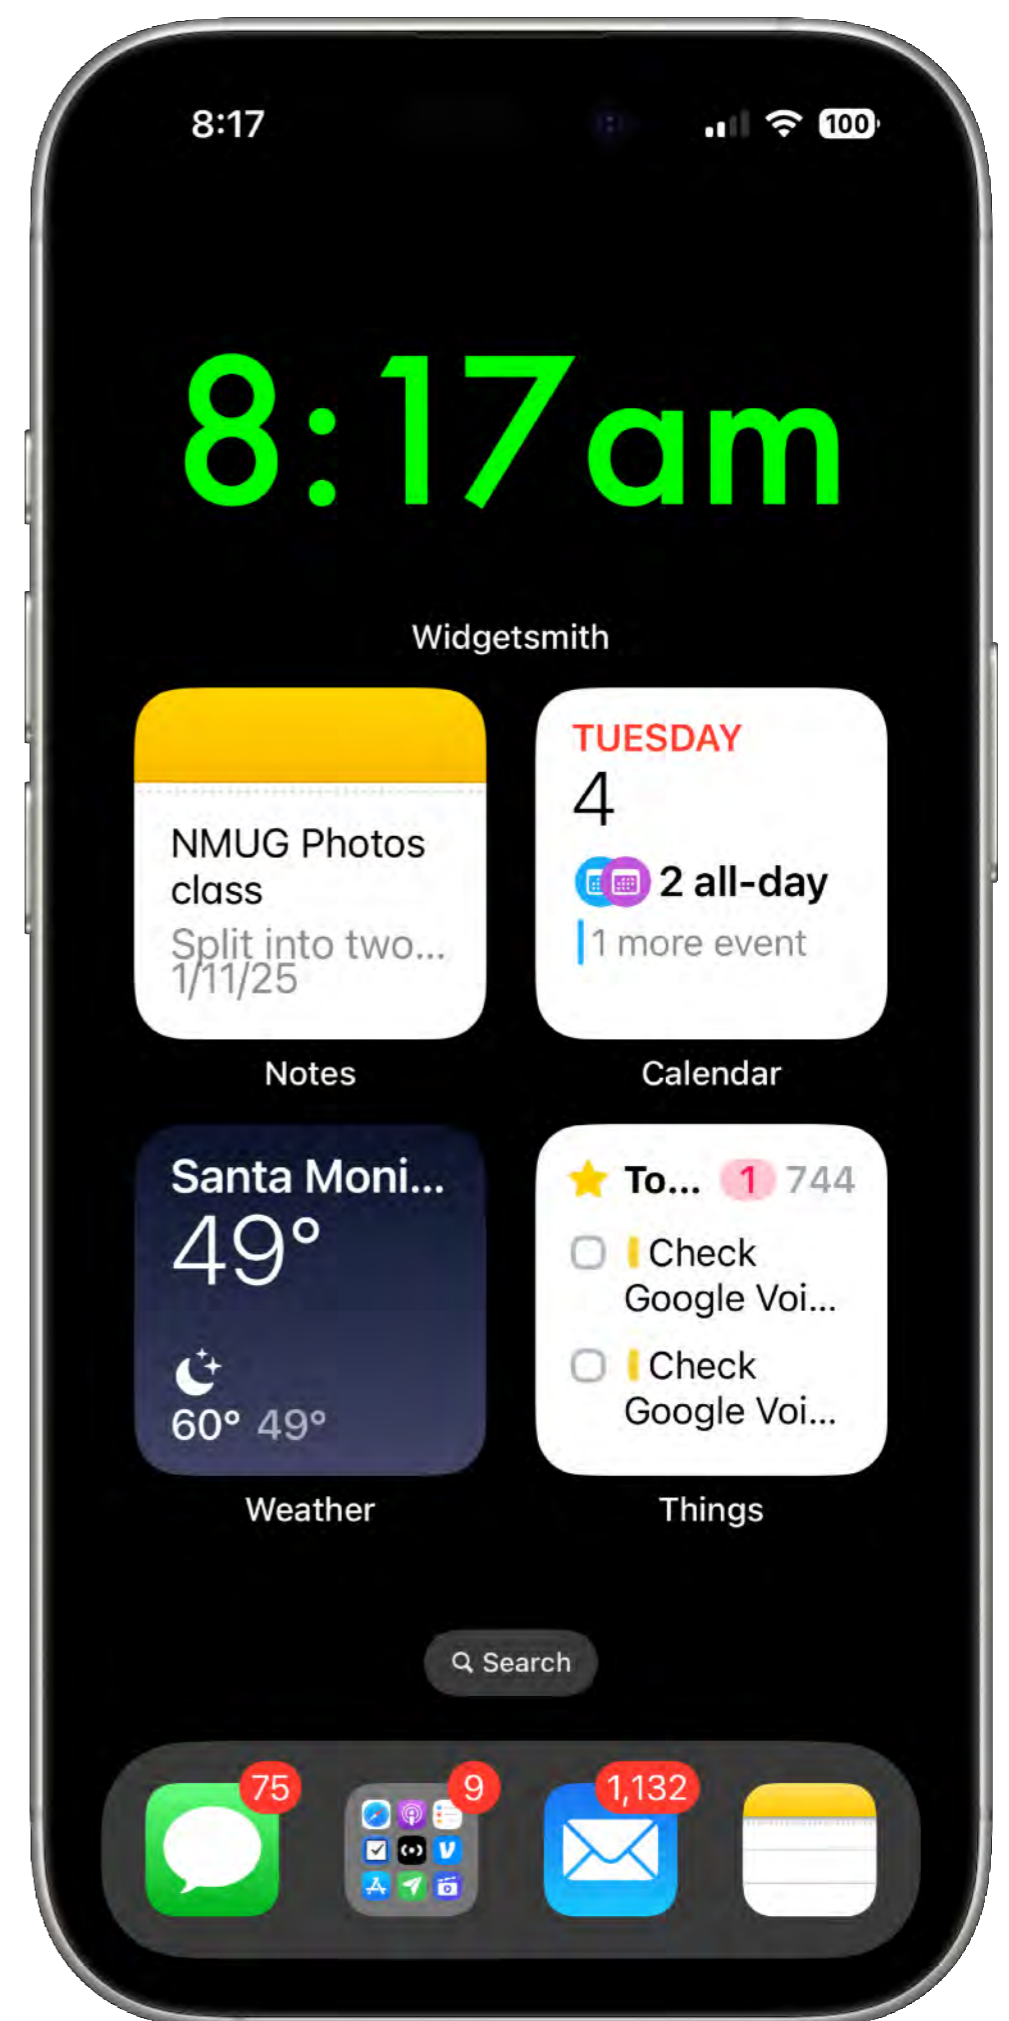 8:17
100
8:17am
Widgetsmith
NMUG Photos
class
Split into two...
1/11/25
Notes
TUESDAY
4
2 all-day
1 more event
Calendar
Santa Moni...
49°
60° 49°
Weather
To... 1 744
Check
Google Voi...
Check
Google Voi...
Things
Search
75
9
1,132